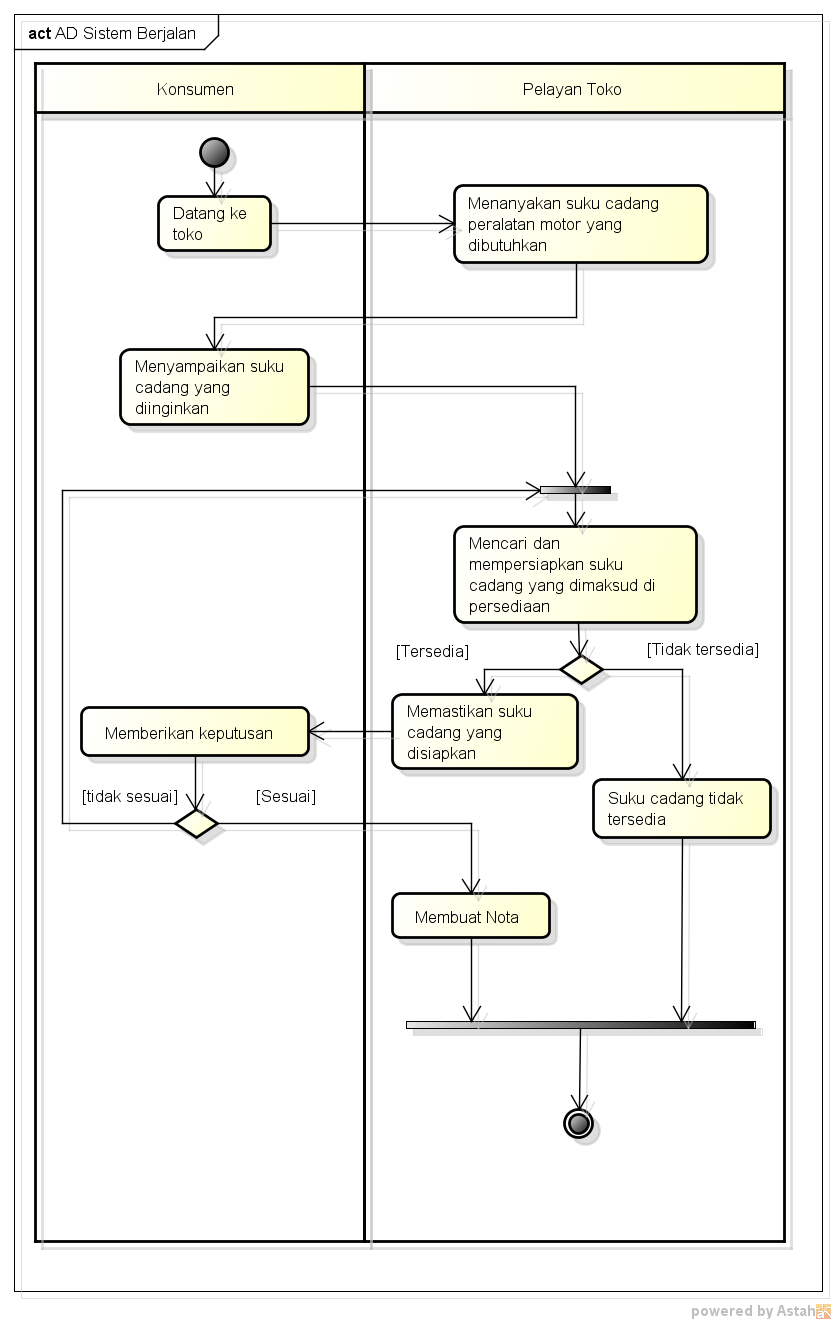 act AD Sistem Berjalan
Konsumen
Pelayan Toko
Datang ke
toko
Menanyakan suku cadang
peralatan motor yang
dibutuhkan
Menyampaikan suku
cadang yang
diinginkan
Mencari dan
mempersiapkan suku
cadang yang dimaksud di
persediaan
[Tersedia]
[Tidak tersedia]
Memastikan suku
cadang yang
disiapkan
Memberikan keputusan
Suku cadang tidak
tersedia
[tidak sesuai]
[Sesuai]
Membuat Nota
powered by Astah